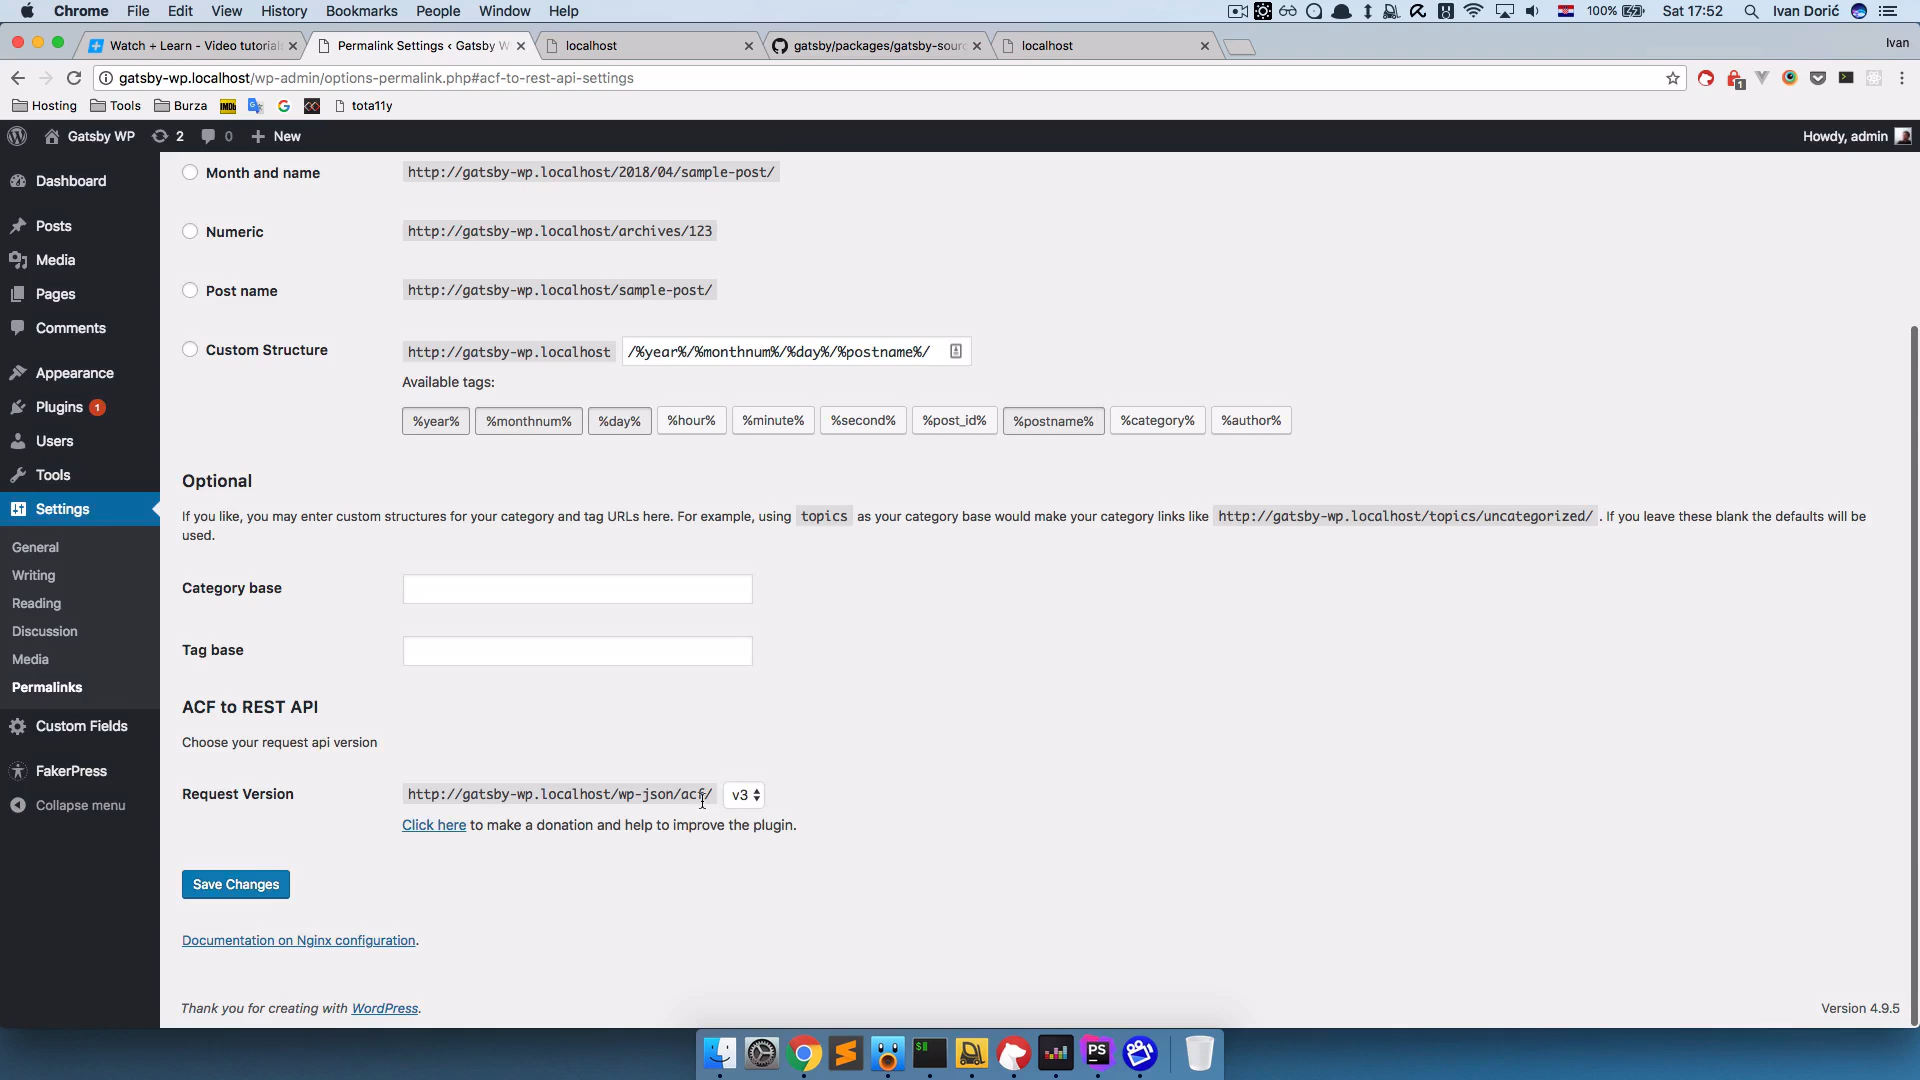 Chrome File Edit View History Bookmarks People Window Help 100% Sat 17:52 Ivan Dorić
Watch + Learn - Video tutorial
Permalink Settings ‹ Gatsby W
localhost
gatsby/packages/gatsby-sour
localhost
Ivan
gatsby-wp.localhost/wp-admin/options-permalink.php#acf-to-rest-api-settings
1
Hosting Tools Burza IMDb tota11y
Gatsby WP 2 0 New
Howdy, admin
Dashboard
Posts
Media
Pages
Comments
Appearance
Plugins 1
Users
Tools
Settings
General
Writing
Reading
Discussion
Media
Permalinks
Custom Fields
FakerPress
Collapse menu
Month and name http://gatsby-wp.localhost/2018/04/sample-post/
Numeric http://gatsby-wp.localhost/archives/123
Post name http://gatsby-wp.localhost/sample-post/
Custom Structure http://gatsby-wp.localhost /%year%/%monthnum%/%day%/%postname%/
Available tags:
%year% %monthnum% %day% %hour% %minute% %second% %post_id% %postname% %category% %author%
Optional
If you like, you may enter custom structures for your category and tag URLs here. For example, using topics as your category base would make your category links like http://gatsby-wp.localhost/topics/uncategorized/ . If you leave these blank the defaults will be
used.
Category base
Tag base
ACF to REST API
Choose your request api version
Request Version http://gatsby-wp.localhost/wp-json/acf/ v3
Click here to make a donation and help to improve the plugin.
Save Changes
Documentation on Nginx configuration.
Thank you for creating with WordPress.
Version 4.9.5
PS